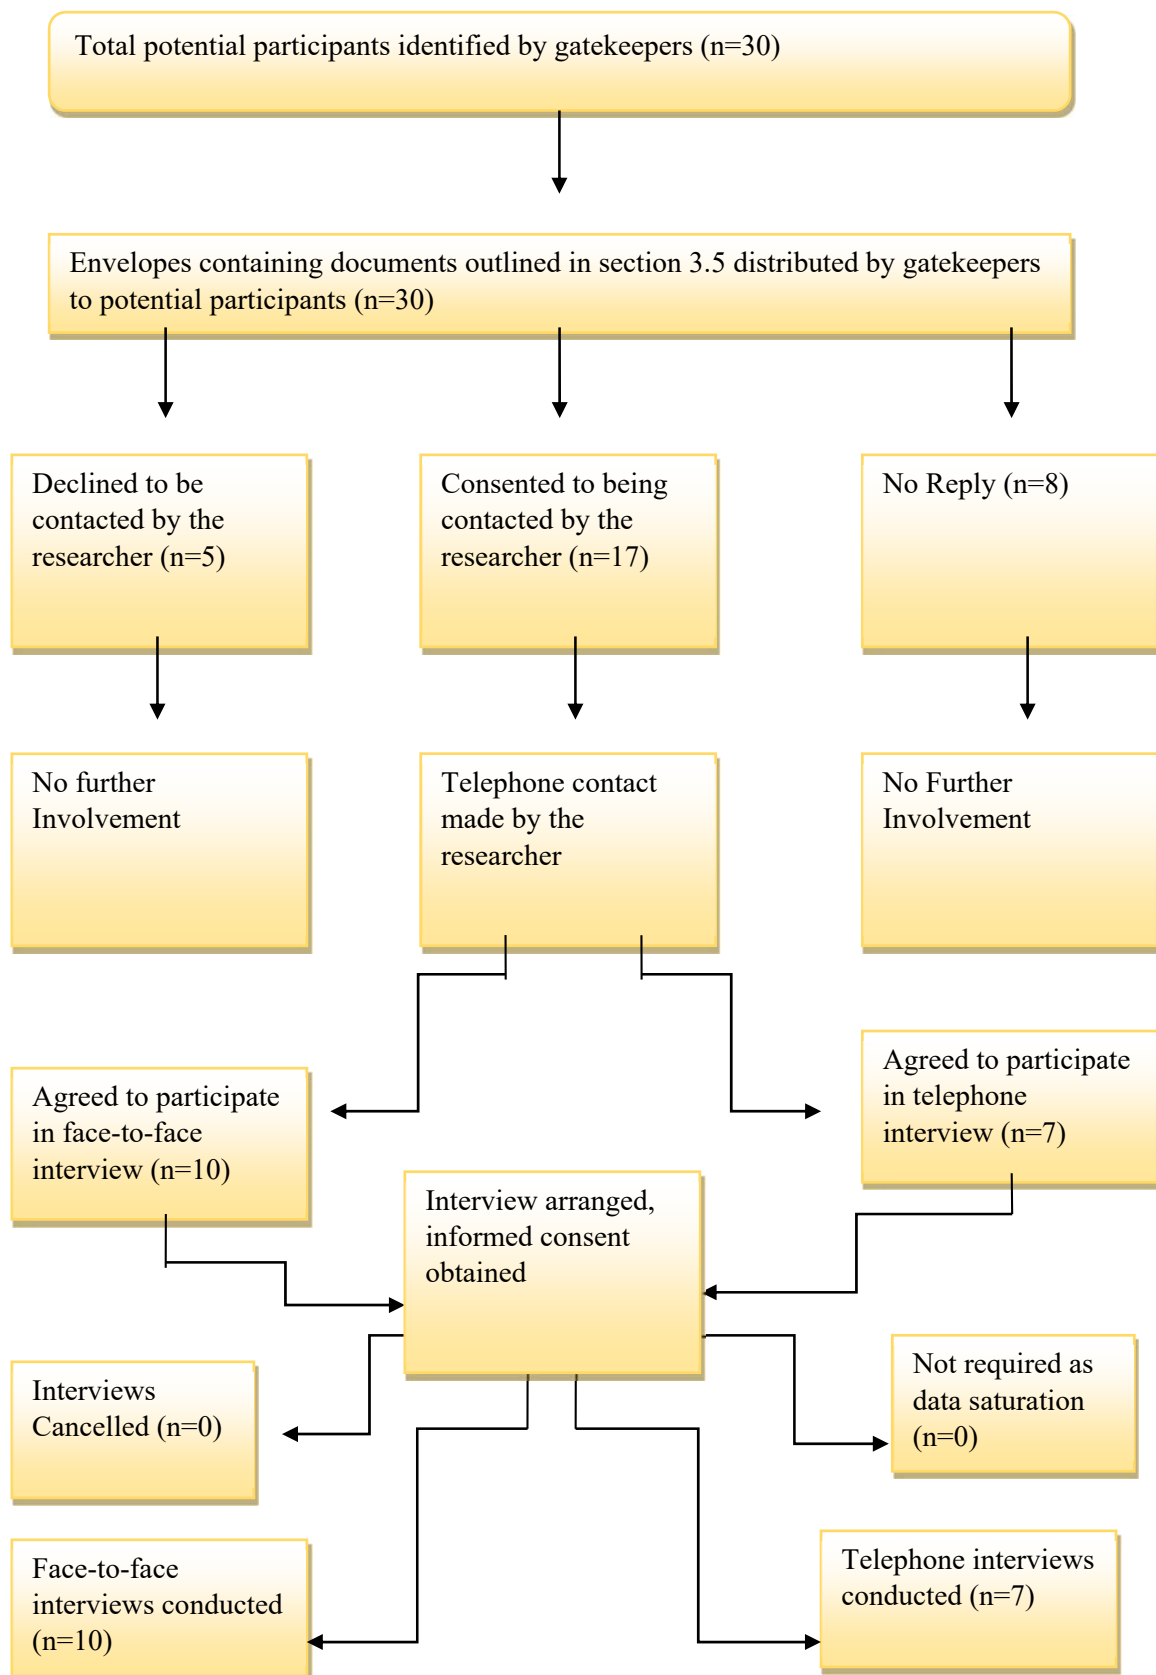 Total potential participants identified by gatekeepers (n=30)
Envelopes containing documents outlined in section 3.5 distributed by gatekeepers
to potential participants (n=30)
Declined to be
contacted by the
researcher (n=5)
Consented to being
contacted by the
researcher (n=17)
No Reply (n=8)
No further
Involvement
Telephone contact
made by the
researcher
No Further
Involvement
Agreed to participate
in face-to-face
interview (n=10)
Agreed to participate
in telephone
interview (n=7)
Interview arranged,
informed consent
obtained
Interviews
Cancelled (n=0)
Not required as
data saturation
(n=0)
Face-to-face
interviews conducted
(n=10)
Telephone interviews
conducted (n=7)